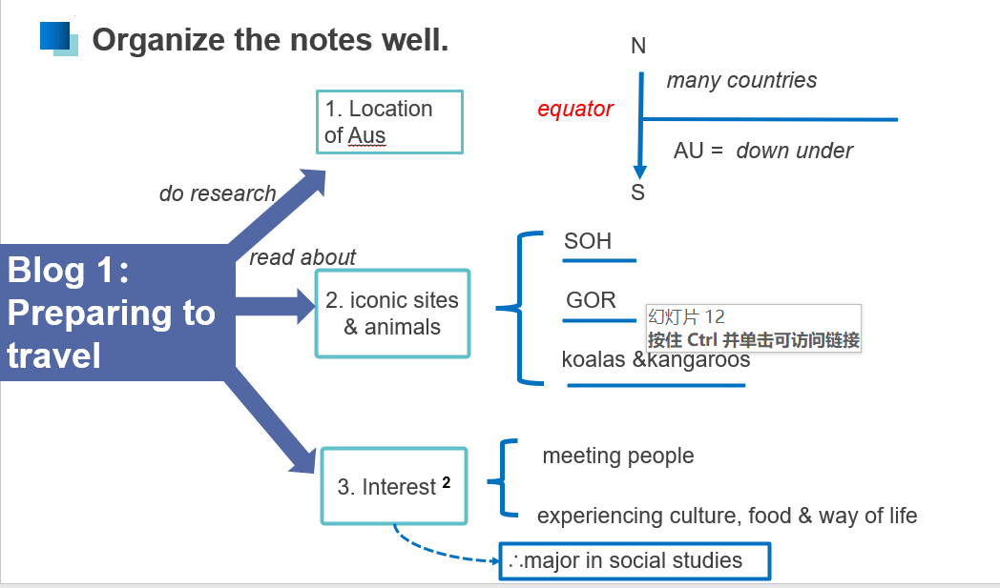 Organize the notes well.
N
many countries
equator
AU = down under
S
1. Location
of Aus
do research
read about
Blog 1:
Preparing to
travel
2. iconic sites
& animals
SOH
GOR
幻灯片 12
按住 Ctrl 并单击可访问链接
koalas &kangaroos
3. Interest 2
meeting people
experiencing culture, food & way of life
∴major in social studies